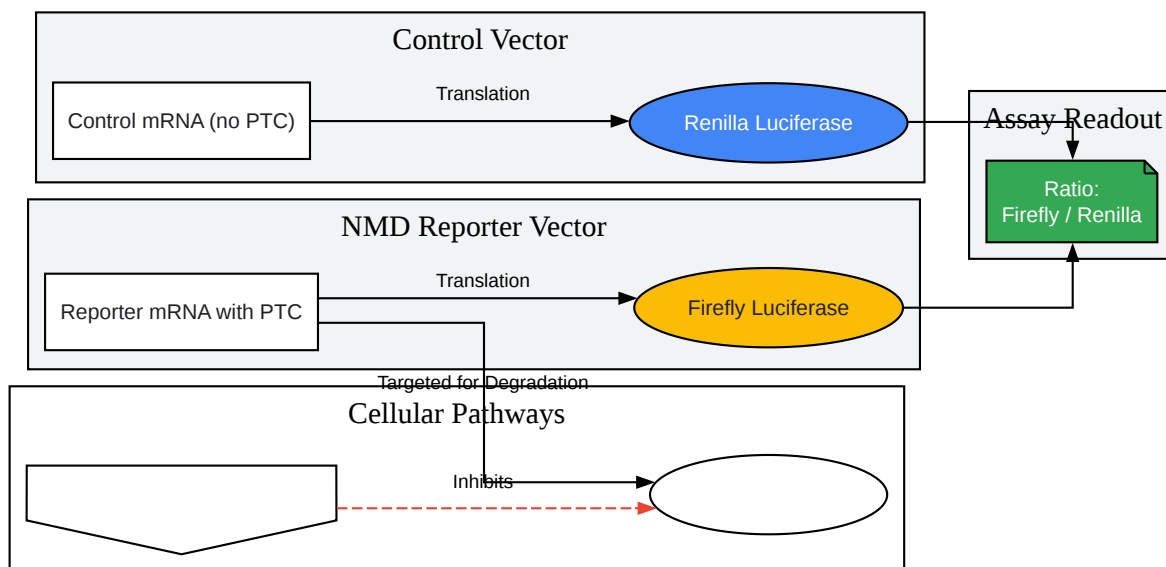 Control Vector
Control mRNA (no PTC)
Translation
Renilla Luciferase
Assay Readout
Ratio:
Firefly / Renilla
NMD Reporter Vector
Reporter mRNA with PTC
Translation
Firefly Luciferase
Targeted for Degradation
Cellular Pathways
Inhibits